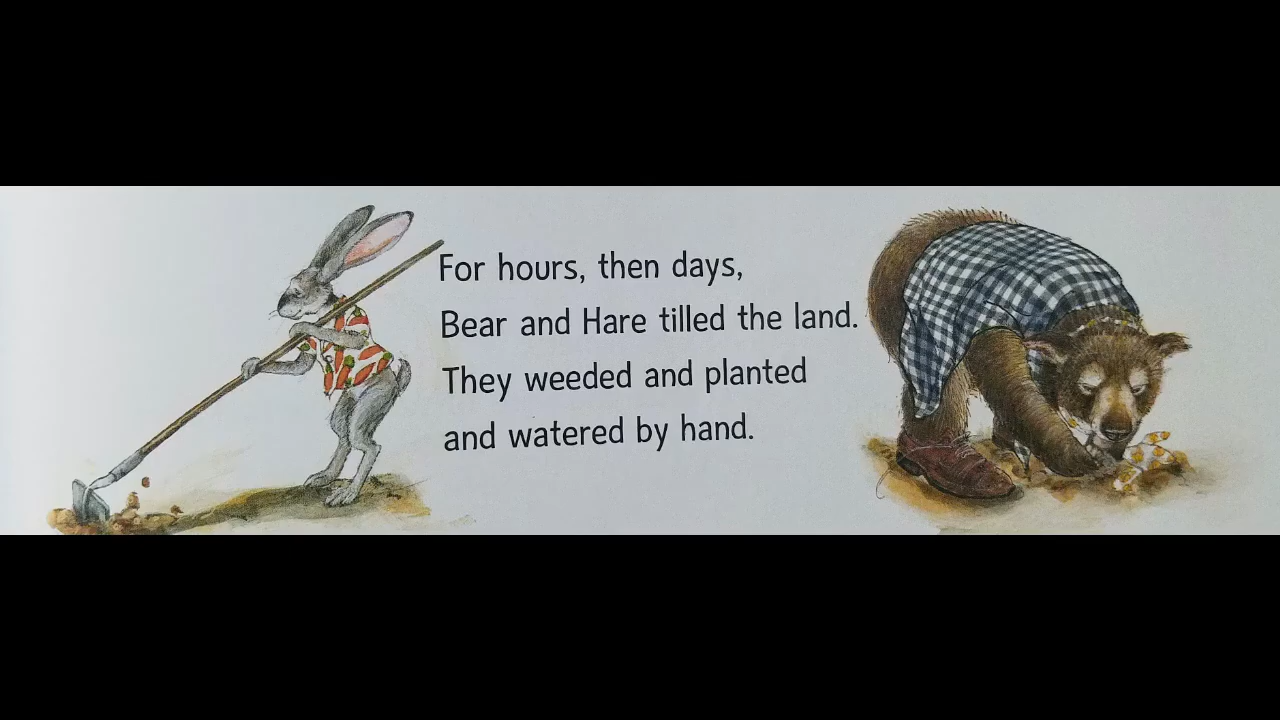 For hours, then days,
Bear and Hare tilled the land.
They weeded and planted
and watered by hand.